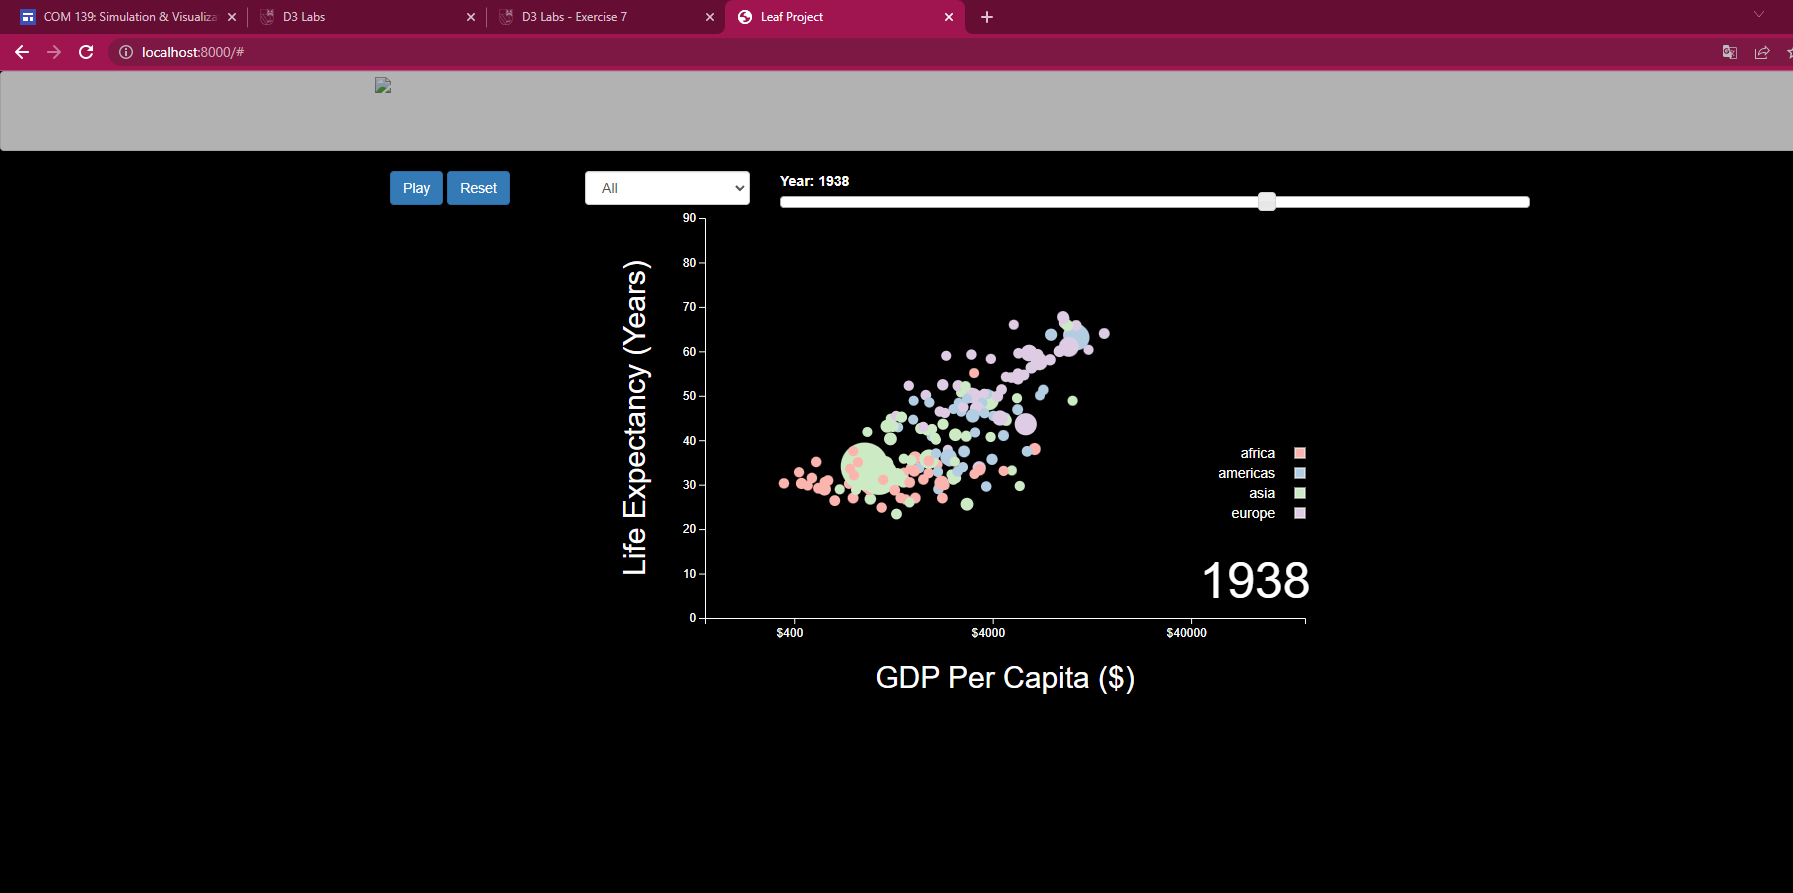 COM 139: Simulation & Visualiza
D3 Labs
D3 Labs - Exercise 7
Leaf Project
localhost:8000/#
Play
Reset
All
Year: 1938
90
80
70
60
50
40
30
20
10
0
Life Expectancy (Years)
africa
americas
asia
europe
1938
$400
$4000
$40000
GDP Per Capita ($)